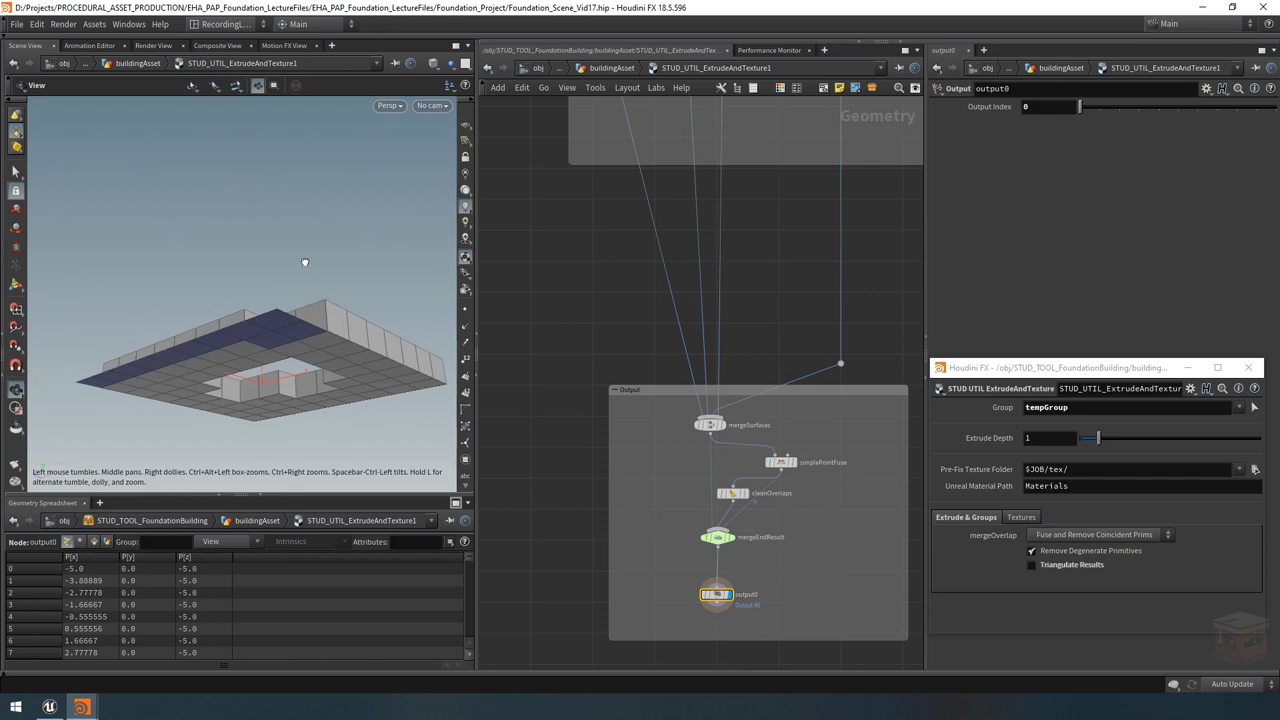 D:/Projects/PROCEDURAL_ASSET_PRODUCTION/EHA_PAP_Foundation_LectureFiles/EHA_PAP_Foundation_LectureFiles/Foundation_Project/Foundation_Scene_Vid17.hip - Houdini FX 18.5.596
File Edit Render Assets Windows Help RecordingL... Main Main
Scene View Animation Editor Render View Composite View Motion FX View
obj ... buildingAsset STUD_UTIL_ExtrudeAndTexture1
View
Persp No cam
Left mouse tumbles. Middle pans. Right dollies. Ctrl+Alt+Left box-zooms. Ctrl+Right zooms. Spacebar-Ctrl-Left tilts. Hold L for
alternate tumble, dolly, and zoom.
Geometry Spreadsheet
obj STUD_TOOL_FoundationBuilding buildingAsset STUD_UTIL_ExtrudeAndTexture1
Node: output0 Group: View Intrinsics Attributes:
P[x] P[y] P[z]
0 -5.0 0.0 -5.0
1 -3.88889 0.0 -5.0
2 -2.77778 0.0 -5.0
3 -1.66667 0.0 -5.0
4 -0.555555 0.0 -5.0
5 0.555556 0.0 -5.0
6 1.66667 0.0 -5.0
7 2.77778 0.0 -5.0
/obj/STUD_TOOL_FoundationBuilding/buildingAsset/STUD_UTIL_ExtrudeAndTex... Performance Monitor
obj ... buildingAsset STUD_UTIL_ExtrudeAndTexture1
Add Edit Go View Tools Layout Labs Help
Geometry
Output
mergeSurfaces
simplePointFuse
cleanOverlaps
mergeEndResult
output0
Output #0
output0
obj ... buildingAsset STUD_UTIL_ExtrudeAndTexture1
Output output0
Output Index 0
Houdini FX - /obj/STUD_TOOL_FoundationBuilding/building...
STUD UTIL ExtrudeAndTexture STUD_UTIL_ExtrudeAndTextur
Group tempGroup
Extrude Depth 1
Pre-Fix Texture Folder $JOB/tex/
Unreal Material Path Materials
Extrude & Groups Textures
mergeOverlap Fuse and Remove Coincident Prims
Remove Degenerate Primitives
Triangulate Results
Auto Update